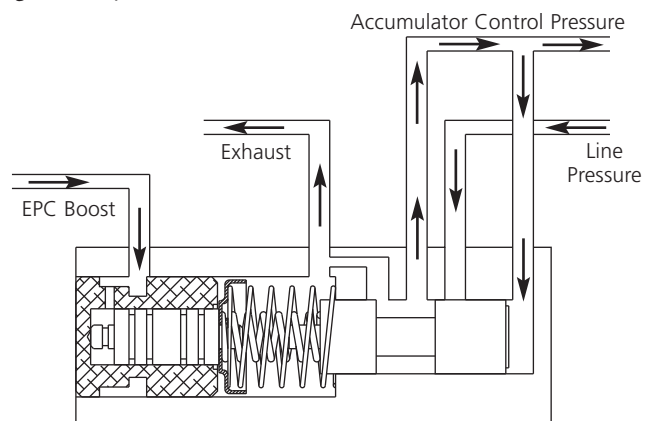 Accumulator Control Pressure
Exhaust
Line
Pressure
EPC Boost